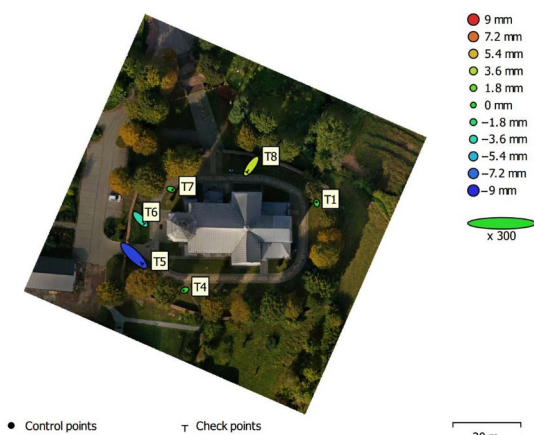 9 mm
7.2 mm
5.4 mm
3.6 mm
1.8 mm
0 mm
−1.8 mm
−3.6 mm
−5.4 mm
−7.2 mm
−9 mm
x 300
T8
T7
T1
T6
T5
T4
Control points
T Check points